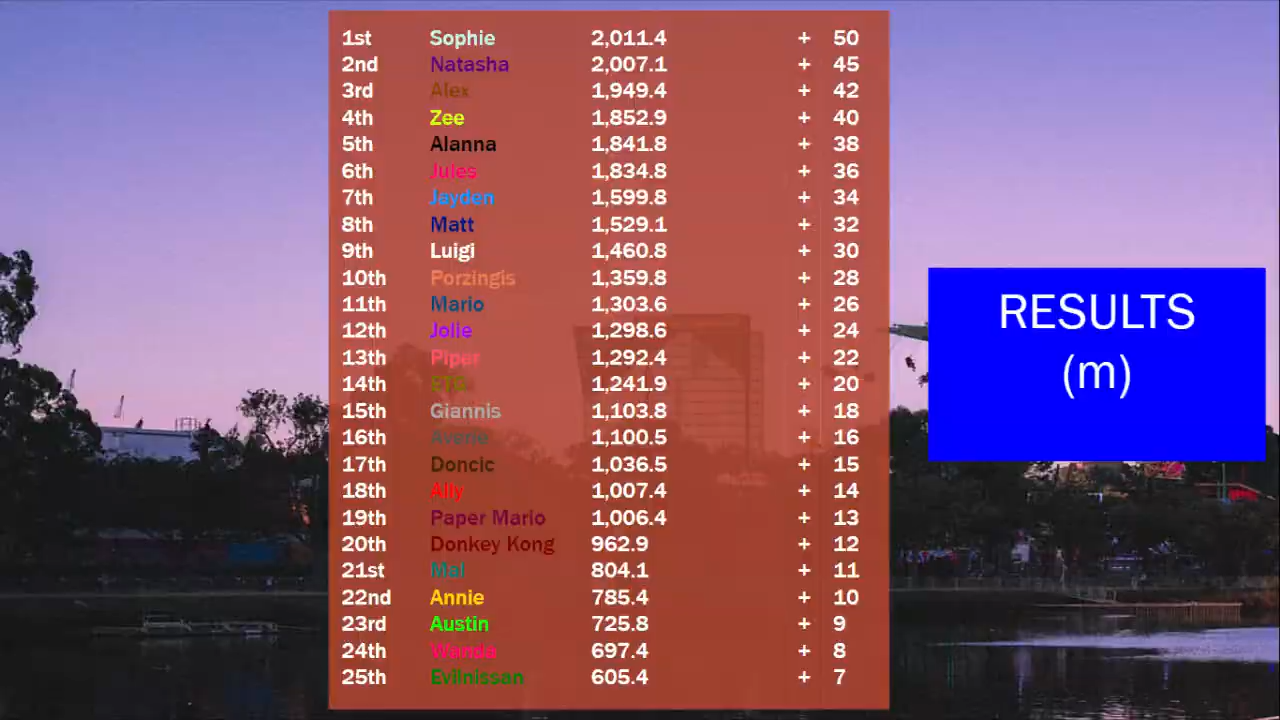 1st Sophie 2,011.4 + 50
2nd Natasha 2,007.1 + 45
3rd Alex 1,949.4 + 42
4th Zee 1,852.9 + 40
5th Alanna 1,841.8 + 38
6th Jules 1,834.8 + 36
7th Jayden 1,599.8 + 34
8th Matt 1,529.1 + 32
9th Luigi 1,460.8 + 30
10th Porzingis 1,359.8 + 28
11th Mario 1,303.6 + 26
12th Jolie 1,298.6 + 24
13th Piper 1,292.4 + 22
14th 1,241.9 + 20
15th Giannis 1,103.8 + 18
16th 1,100.5 + 16
17th Doncic 1,036.5 + 15
18th Ally 1,007.4 + 14
19th Paper Mario 1,006.4 + 13
20th Donkey Kong 962.9 + 12
21st Mal 804.1 + 11
22nd Annie 785.4 + 10
23rd Austin 725.8 + 9
24th Wanda 697.4 + 8
25th Evilnissan 605.4 + 7
RESULTS
(m)